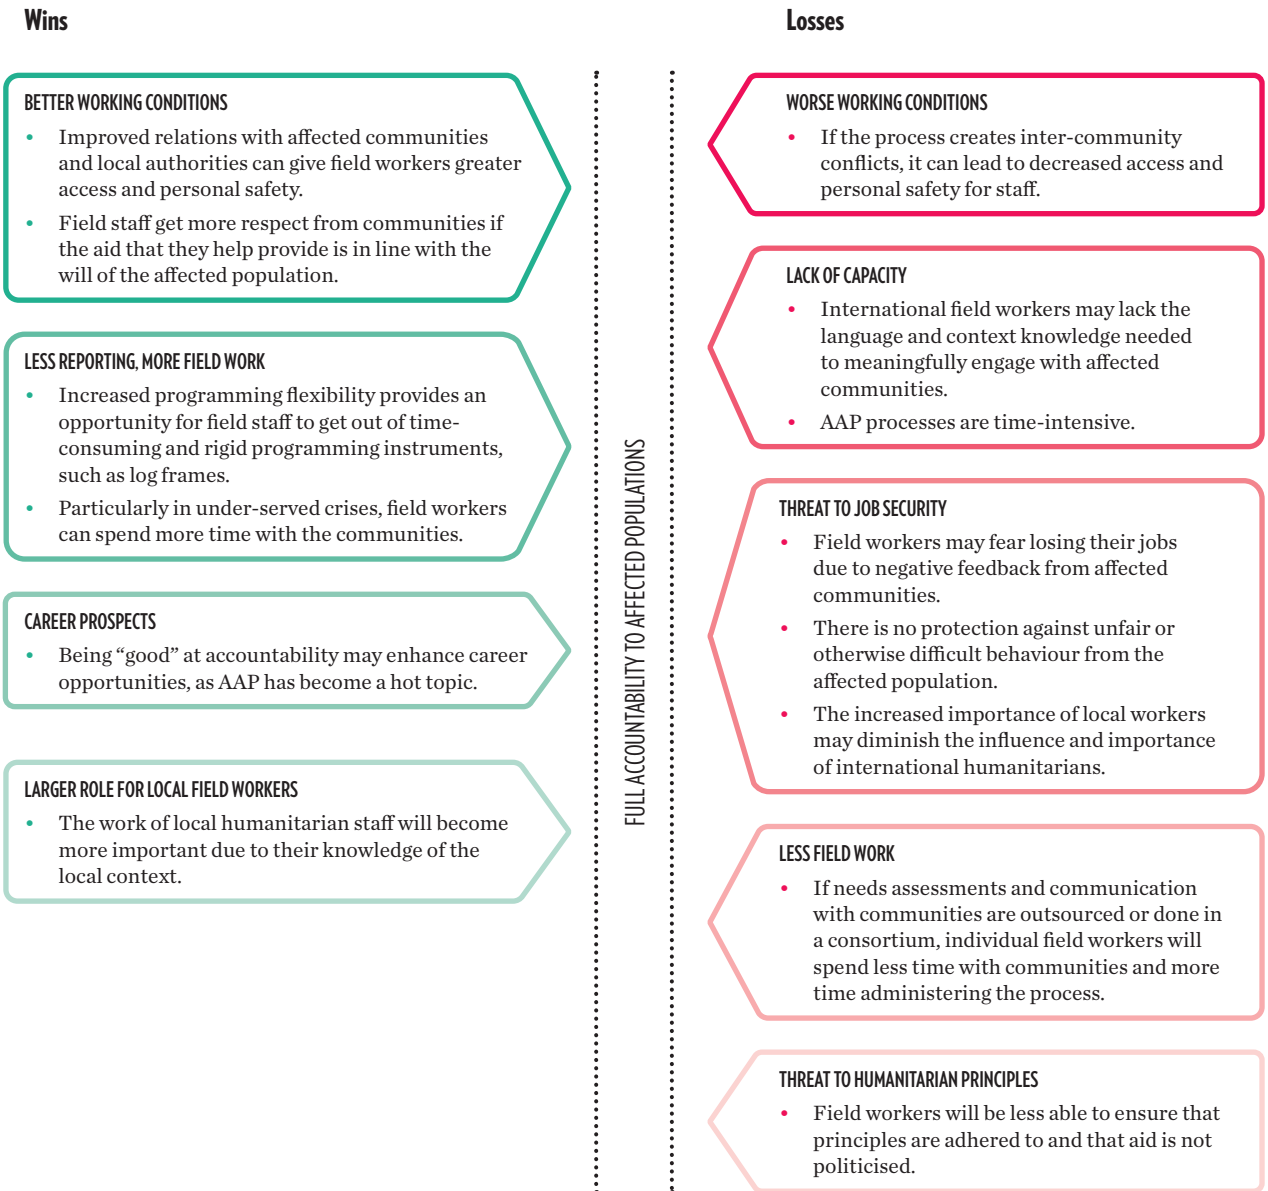 Wins
BETTER WORKING CONDITIONS
• Improved relations with affected communities
and local authorities can give field workers greater
access and personal safety.
• Field staff get more respect from communities if
the aid that they help provide is in line with the
will of the affected population.
LESS REPORTING, MORE FIELD WORK
• Increased programming flexibility provides an
opportunity for field staff to get out of time-
consuming and rigid programming instruments,
such as log frames.
• Particularly in under-served crises, field workers
can spend more time with the communities.
CAREER PROSPECTS
• Being “good” at accountability may enhance career
opportunities, as AAP has become a hot topic.
LARGER ROLE FOR LOCAL FIELD WORKERS
• The work of local humanitarian staff will become
more important due to their knowledge of the
local context.
FULL ACCOUNTABILITY TO AFFECTED POPULATIONS
Losses
WORSE WORKING CONDITIONS
• If the process creates inter-community
conflicts, it can lead to decreased access and
personal safety for staff.
LACK OF CAPACITY
• International field workers may lack the
language and context knowledge needed
to meaningfully engage with affected
communities.
• AAP processes are time-intensive.
THREAT TO JOB SECURITY
• Field workers may fear losing their jobs
due to negative feedback from affected
communities.
• There is no protection against unfair or
otherwise difficult behaviour from the
affected population.
• The increased importance of local workers
may diminish the influence and importance
of international humanitarians.
LESS FIELD WORK
• If needs assessments and communication
with communities are outsourced or done in
a consortium, individual field workers will
spend less time with communities and more
time administering the process.
THREAT TO HUMANITARIAN PRINCIPLES
• Field workers will be less able to ensure that
principles are adhered to and that aid is not
politicised.